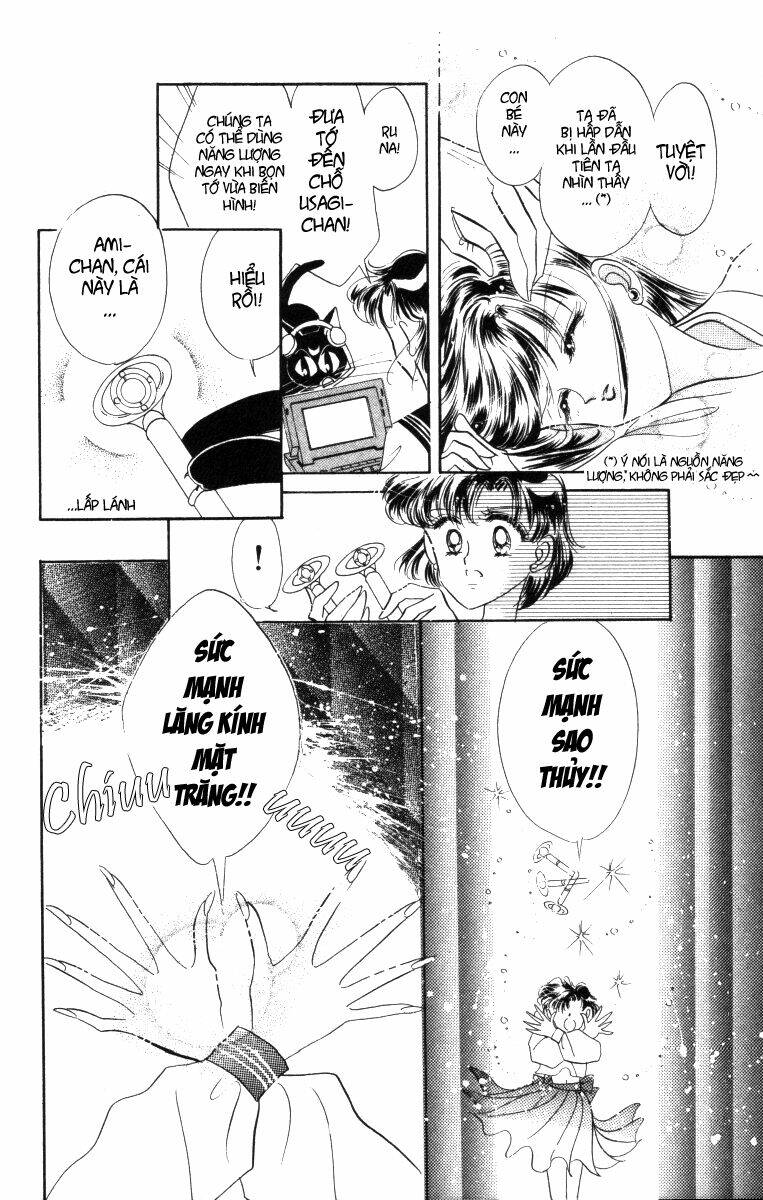 TUYỆT
VỜI!
TA ĐÃ
BỊ HẤP DẪN
KHI LẦN ĐẦU
TIÊN TA
NHÌN THẤY
... (*)
CON
BÉ
NÀY
...
(*) Ý NÓI LÀ NGUỒN NĂNG
LƯỢNG, KHÔNG PHẢI SẮC ĐẸP ~~
RU
NA!
ĐƯA
TỚ
ĐẾN
CHỖ
USAGI-
CHAN!
CHÚNG TA
CÓ THỂ DÙNG
NĂNG LƯỢNG
NGAY KHI BỌN
TỚ VỪA BIẾN
HÌNH!
HIỂU
RỒI!
AMI-
CHAN, CÁI
NÀY LÀ
...
...LẤP LÁNH
!
SỨC
MẠNH
SAO
THỦY!!
SỨC
MẠNH
LĂNG KÍNH
MẶT
TRĂNG!!
Chíuu
uuuuu